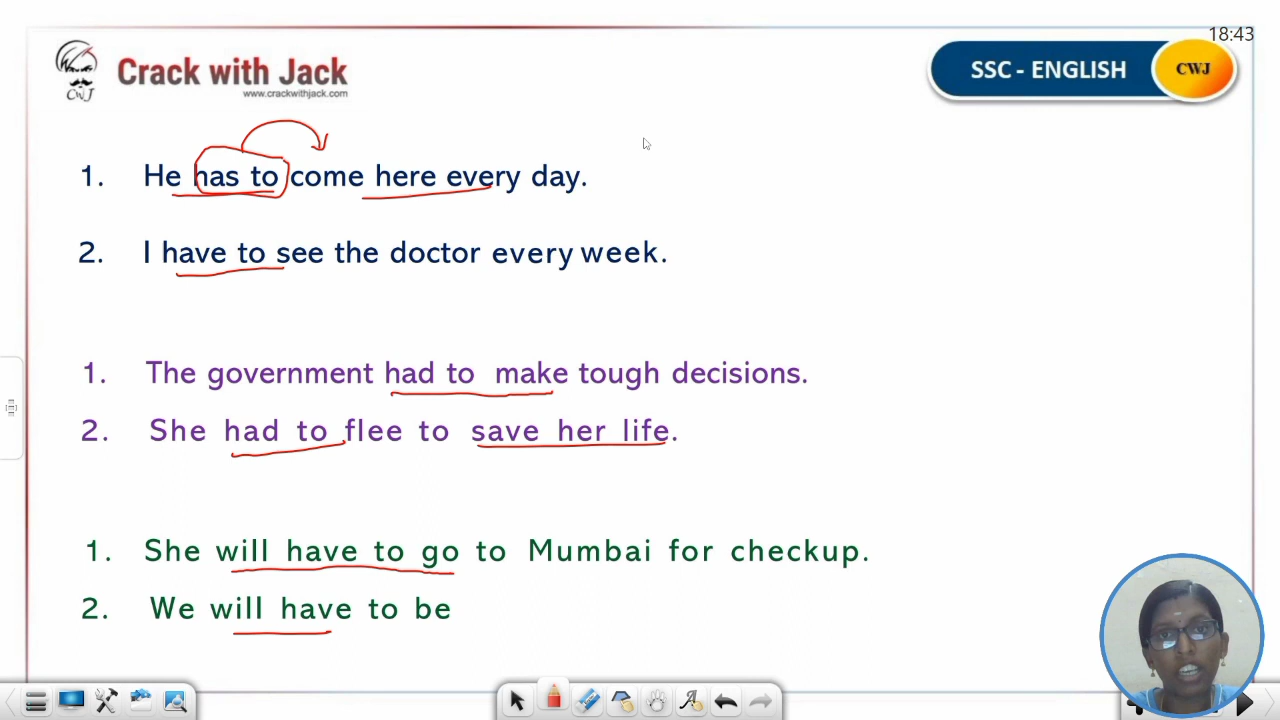 18:43
CWJ
Crack with Jack
www.crackwithjack.com
SSC - ENGLISH
CWJ
1. He has to come here every day.
2. I have to see the doctor every week.
1. The government had to make tough decisions.
2. She had to flee to save her life.
1. She will have to go to Mumbai for checkup.
2. We will have to be